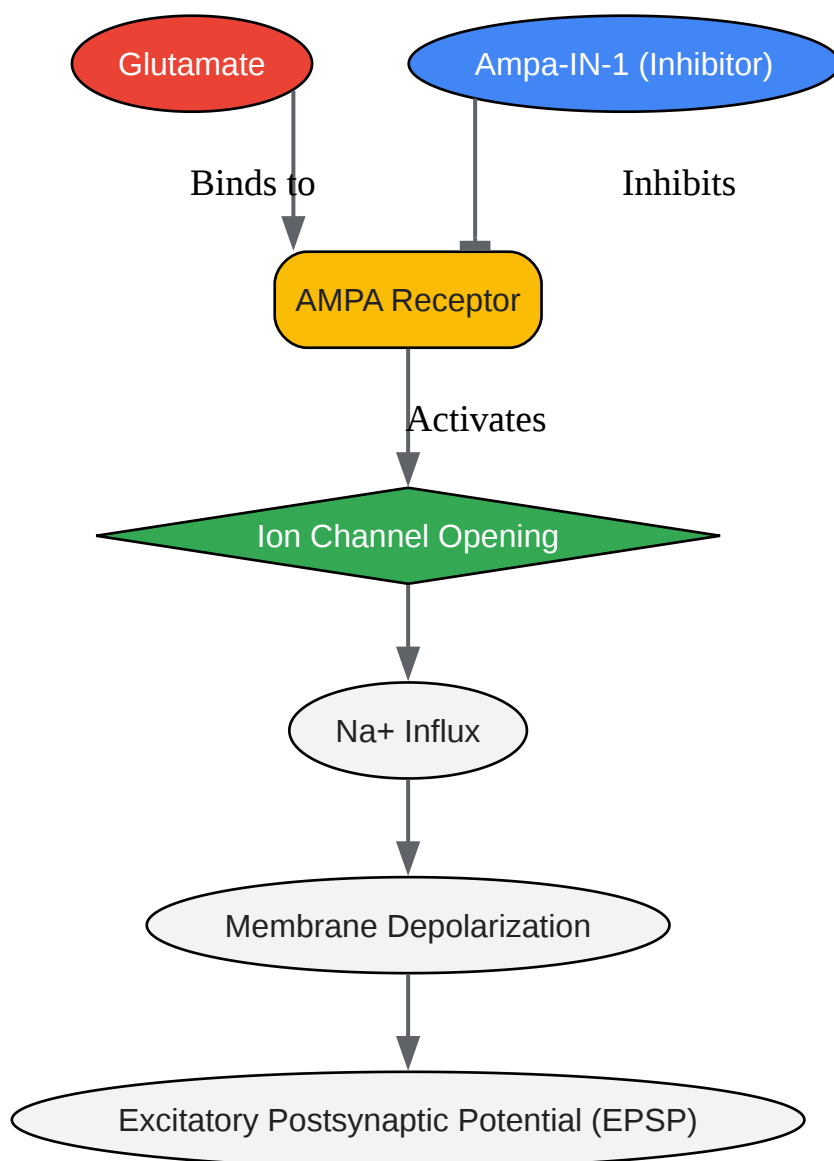 Glutamate
Ampa-IN-1 (Inhibitor)
Binds to
Inhibits
AMPA Receptor
Activates
Ion Channel Opening
Na+ Influx
Membrane Depolarization
Excitatory Postsynaptic Potential (EPSP)